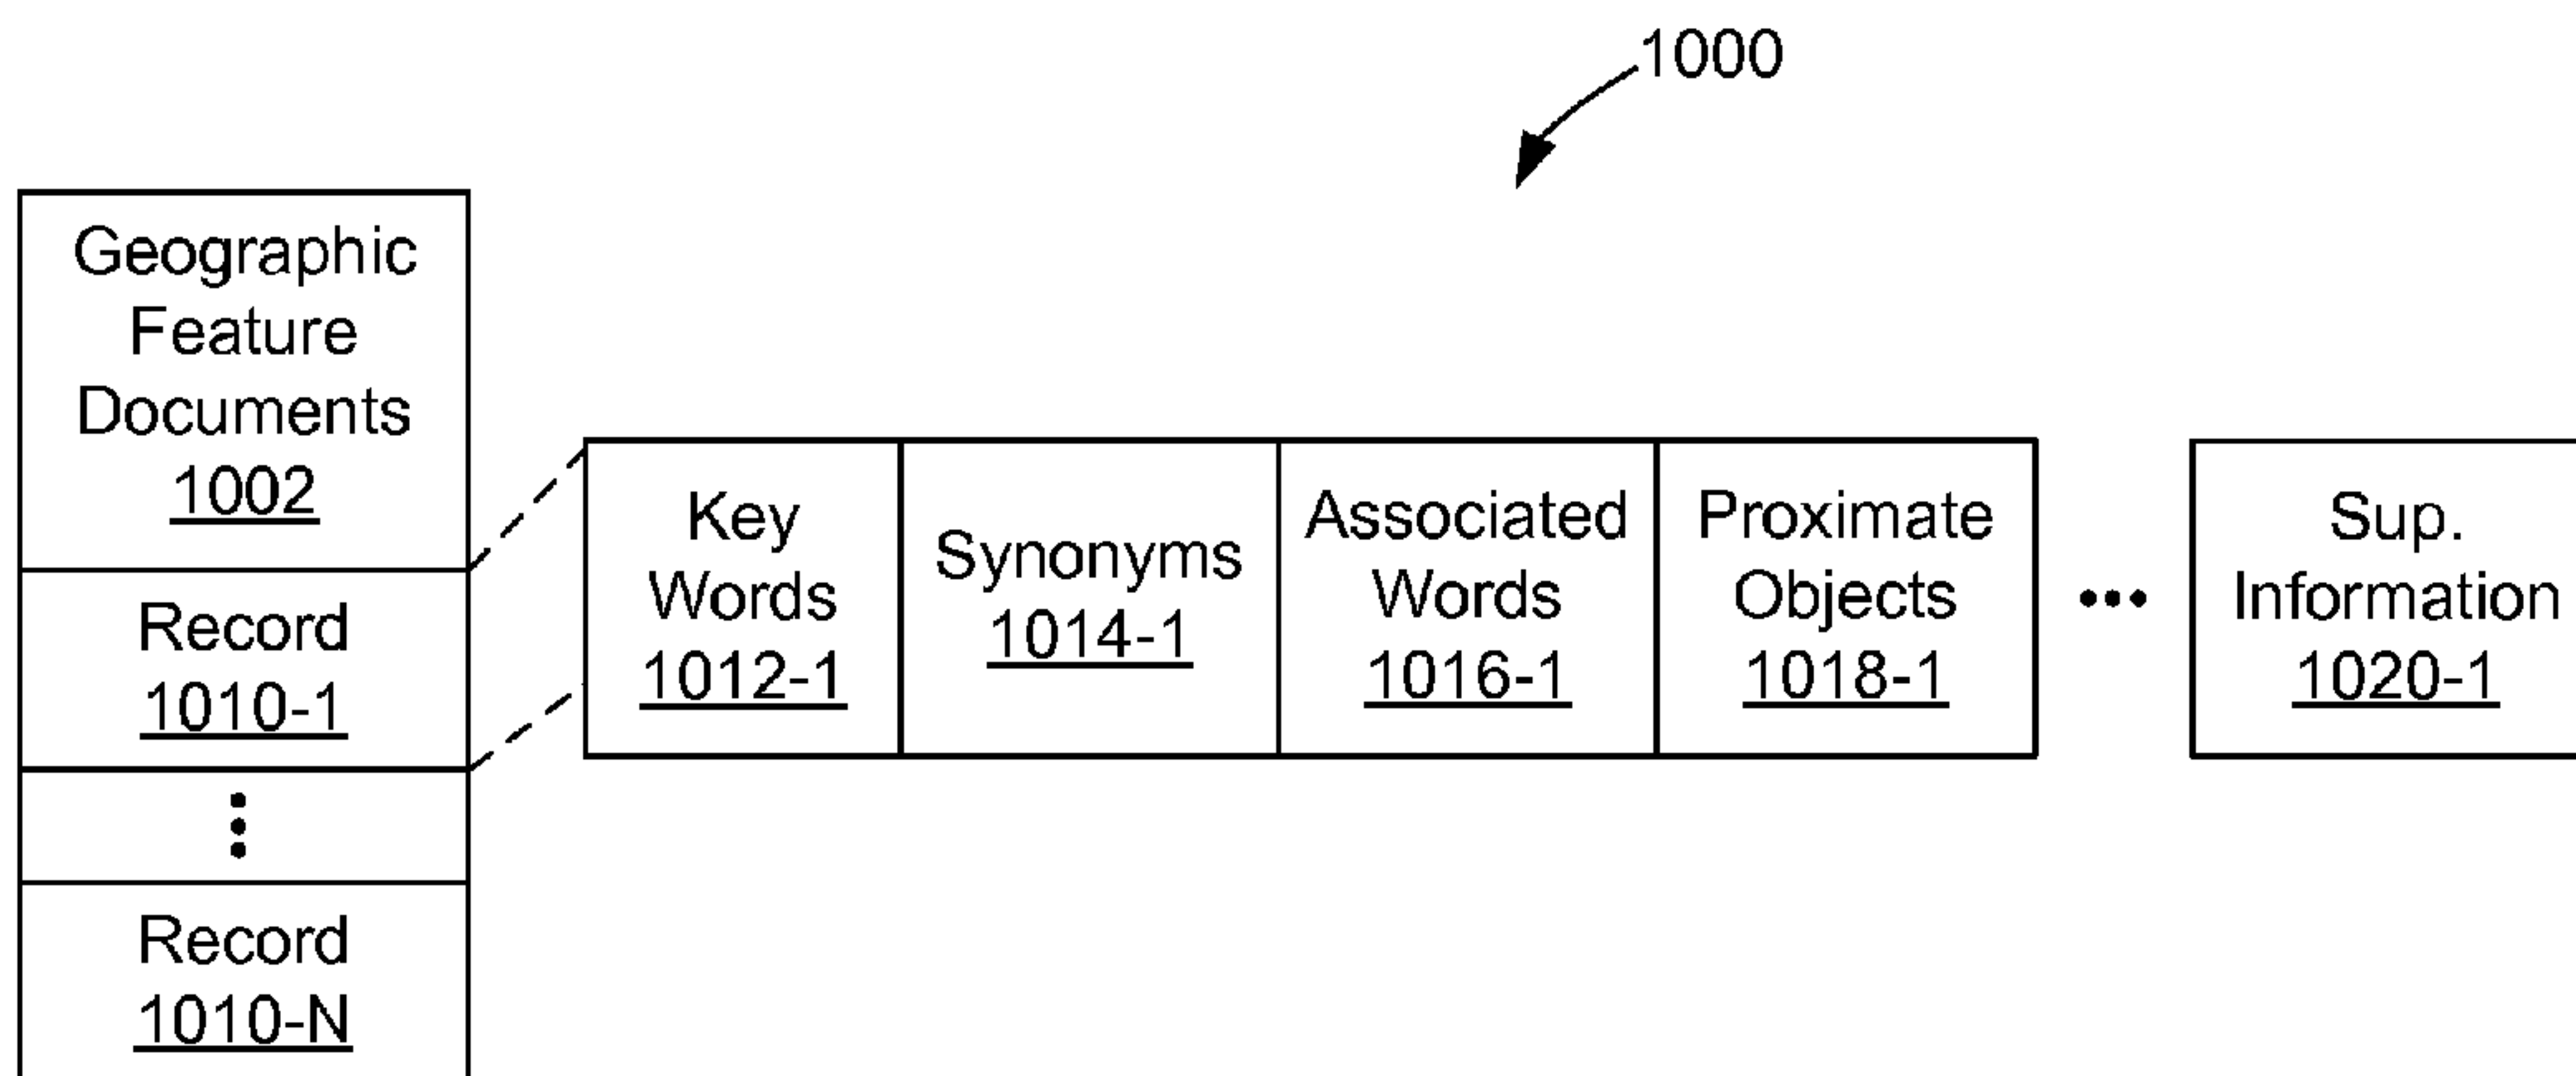 1000
Geographic
Feature
Documents
1002
Record
1010-1
Record
1010-N
Key
Words
1012-1
Synonyms
1014-1
Associated
Words
1016-1
Proximate
Objects
1018-1
Sup.
Information
1020-1